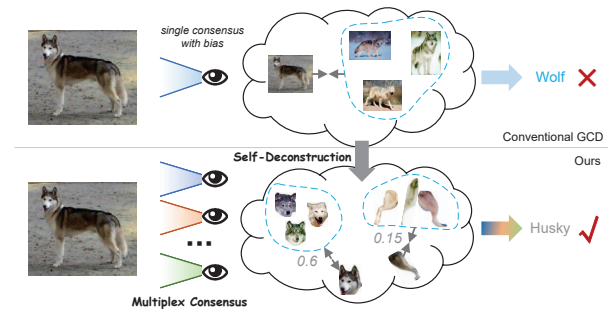 single consensus
with bias
Wolf
Conventional GCD
Self-Deconstruction
Ours
...
0.6
0.15
Husky
Multiplex Consensus